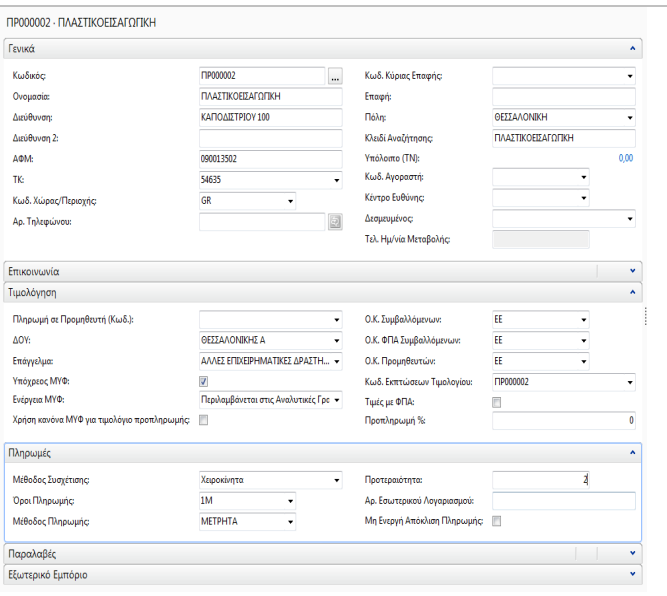 ΠΡ000002 · ΠΛΑΣΤΙΚΟΕΙΣΑΓΩΓΙΚΗ
Γενικά
Κωδικός: ΠΡ000002 ... Κωδ. Κύριας Επαφής:
Ονομασία: ΠΛΑΣΤΙΚΟΕΙΣΑΓΩΓΙΚΗ Επαφή:
Διεύθυνση: ΚΑΠΟΔΙΣΤΡΙΟΥ 100 Πόλη: ΘΕΣΣΑΛΟΝΙΚΗ
Διεύθυνση 2: Κλειδί Αναζήτησης: ΠΛΑΣΤΙΚΟΕΙΣΑΓΩΓΙΚΗ
ΑΦΜ: 090013502 Υπόλοιπο (ΤΝ): 0,00
ΤΚ: 54635 Κωδ. Αγοραστή:
Κωδ. Χώρας/Περιοχής: GR Κέντρο Ευθύνης:
Αρ. Τηλεφώνου: Δεσμευμένος:
Τελ. Ημ/νία Μεταβολής:
Επικοινωνία
Τιμολόγηση
Πληρωμή σε Προμηθευτή (Κωδ.): Ο.Κ. Συμβαλλόμενων: ΕΕ
ΔΟΥ: ΘΕΣΣΑΛΟΝΙΚΗΣ Α Ο.Κ. ΦΠΑ Συμβαλλόμενων: ΕΕ
Επάγγελμα: ΑΛΛΕΣ ΕΠΙΧΕΙΡΗΜΑΤΙΚΕΣ ΔΡΑΣΤΗ... Ο.Κ. Προμηθευτών: ΕΕ
Υπόχρεος ΜΥΦ: Κωδ. Εκπτώσεων Τιμολογίου: ΠΡ000002
Ενέργεια ΜΥΦ: Περιλαμβάνεται στις Αναλυτικές Γρα Τιμές με ΦΠΑ:
Χρήση κανόνα ΜΥΦ για τιμολόγιο προπληρωμής: Προπληρωμή %: 0
Πληρωμές
Μέθοδος Συσχέτισης: Χειροκίνητα Προτεραιότητα: 2
Όροι Πληρωμής: 1Μ Αρ. Εσωτερικού Λογαριασμού:
Μέθοδος Πληρωμής: ΜΕΤΡΗΤΑ Μη Ενεργή Απόκλιση Πληρωμής:
Παραλαβές
Εξωτερικό Εμπόριο